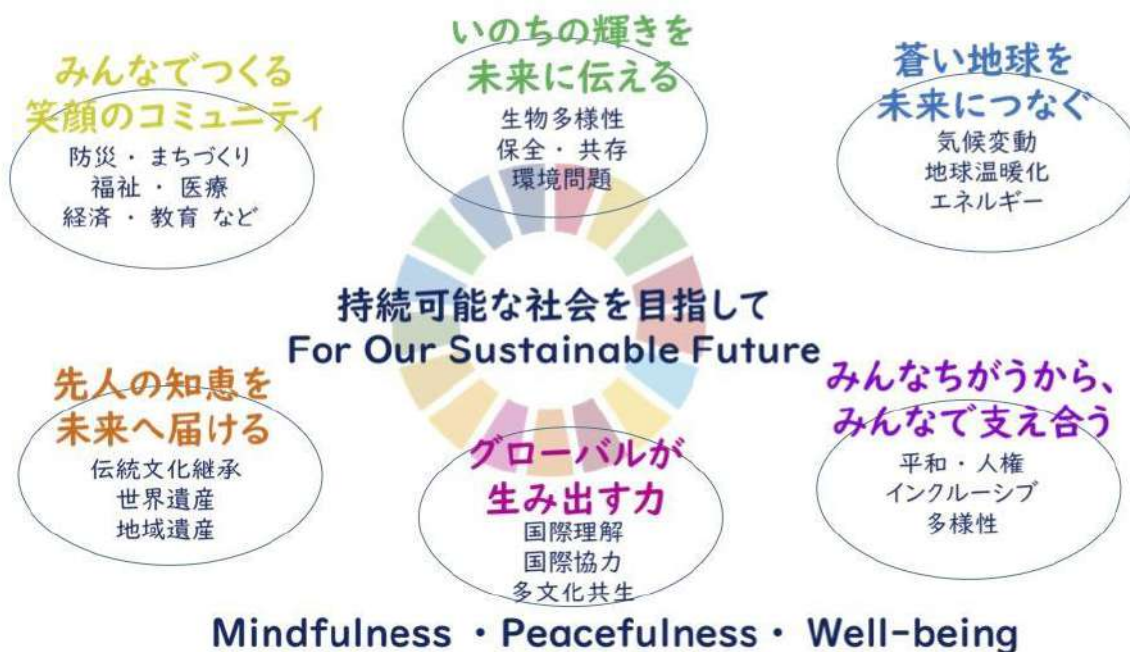 みんなでつくる
笑顔のコミュニティ
防災・まちづくり
福祉・医療
経済・教育 など
いのちの輝きを
未来に伝える
生物多様性
保全・共存
環境問題
蒼い地球を
未来につなぐ
気候変動
地球温暖化
エネルギー
持続可能な社会を目指して
For Our Sustainable Future
先人の知恵を
未来へ届ける
伝統文化継承
世界遺産
地域遺産
グローバルが
生み出す力
国際理解
国際協力
多文化共生
みんなちがうから、
みんなで支え合う
平和・人権
インクルーシブ
多様性
Mindfulness ・Peacefulness・ Well-being